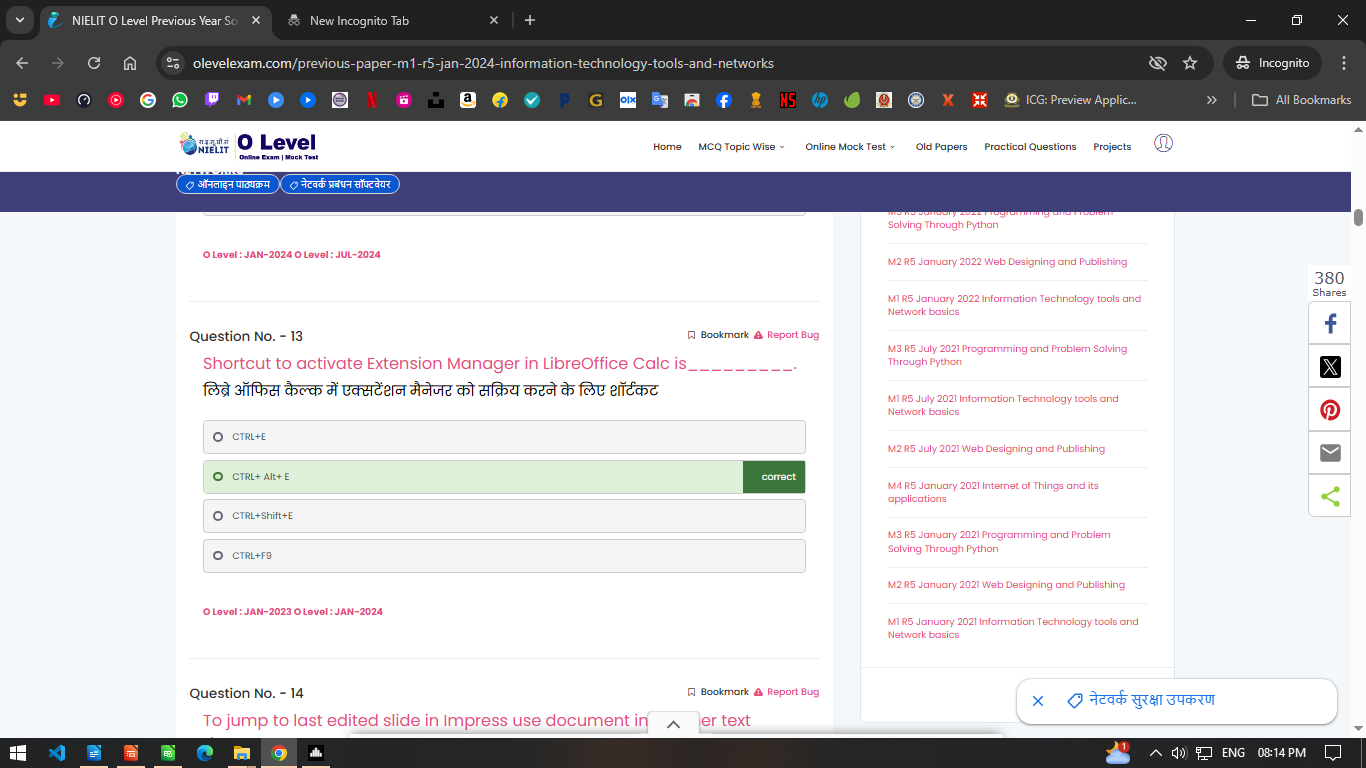 NIELIT O Level Previous Year So
New Incognito Tab
olevelexam.com/previous-paper-m1-r5-jan-2024-information-technology-tools-and-networks
Incognito
ICG: Preview Applic...
All Bookmarks
रा.इ.सू.प्रौ.सं
NIELIT
O Level
Online Exam | Mock Test
Home
MCQ Topic Wise
Online Mock Test
Old Papers
Practical Questions
Projects
ऑनलाइन पाठ्यक्रम
नेटवर्क प्रबंधन सॉफ्टवेयर
O Level : JAN-2024 O Level : JUL-2024
Question No. - 13
Bookmark
Report Bug
Shortcut to activate Extension Manager in LibreOffice Calc is_________.
लिब्रे ऑफिस कैल्क में एक्सटेंशन मैनेजर को सक्रिय करने के लिए शॉर्टकट
CTRL+E
CTRL+ Alt+ E
correct
CTRL+Shift+E
CTRL+F9
O Level : JAN-2023 O Level : JAN-2024
Question No. - 14
Bookmark
Report Bug
To jump to last edited slide in Impress use document in
er text
M3 R5 January 2022 Programming and Problem
Solving Through Python
M2 R5 January 2022 Web Designing and Publishing
M1 R5 January 2022 Information Technology tools and
Network basics
M3 R5 July 2021 Programming and Problem Solving
Through Python
M1 R5 July 2021 Information Technology tools and
Network basics
M2 R5 July 2021 Web Designing and Publishing
M4 R5 January 2021 Internet of Things and its
applications
M3 R5 January 2021 Programming and Problem
Solving Through Python
M2 R5 January 2021 Web Designing and Publishing
M1 R5 January 2021 Information Technology tools and
Network basics
380
Shares
नेटवर्क सुरक्षा उपकरण
1
ENG
08:14 PM